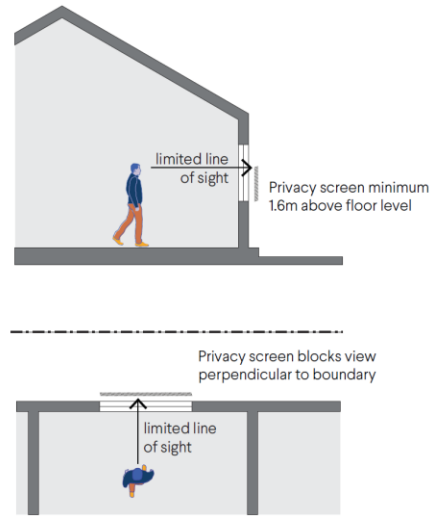 limited line
of sight
Privacy screen minimum
1.6m above floor level
Privacy screen blocks view
perpendicular to boundary
limited line
of sight